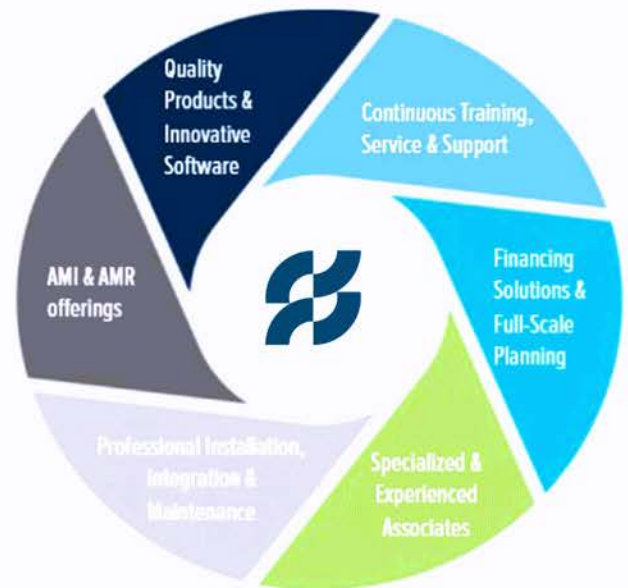 Quality
Products &
Innovative
Software
Continuous Training,
Service & Support
Financing
Solutions &
Full-Scale
Planning
Specialized &
Experienced
Associates
Professional Installation,
Integration &
Maintenance
AMI & AMR
offerings